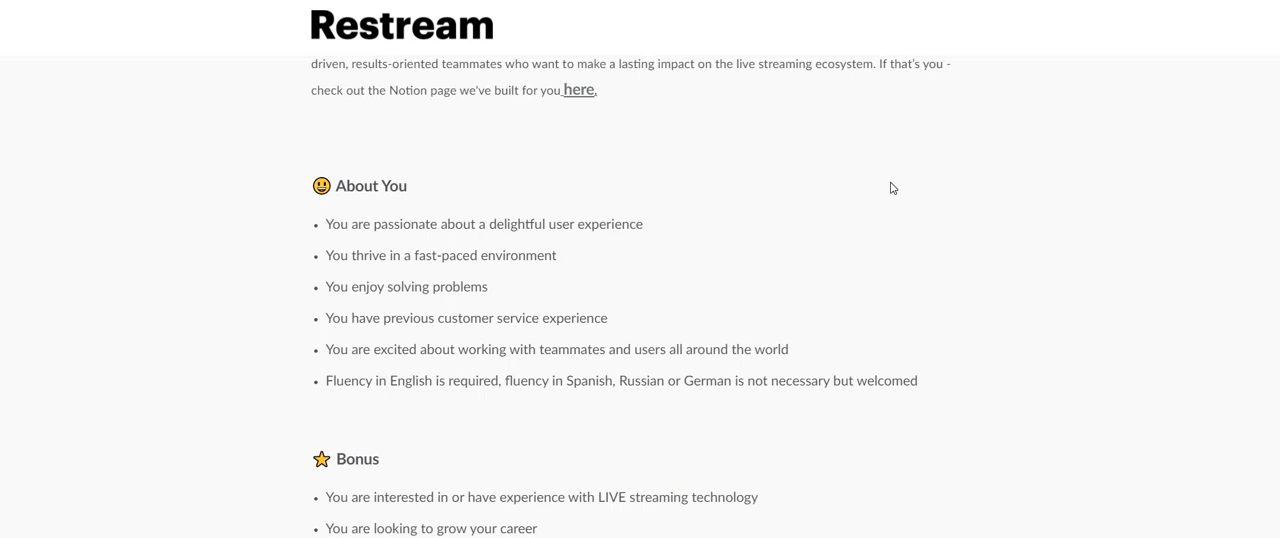 Restream
driven, results-oriented teammates who want to make a lasting impact on the live streaming ecosystem. If that's you -
check out the Notion page we've built for you here.
About You
• You are passionate about a delightful user experience
• You thrive in a fast-paced environment
• You enjoy solving problems
• You have previous customer service experience
• You are excited about working with teammates and users all around the world
• Fluency in English is required, fluency in Spanish, Russian or German is not necessary but welcomed
Bonus
• You are interested in or have experience with LIVE streaming technology
• You are looking to grow your career